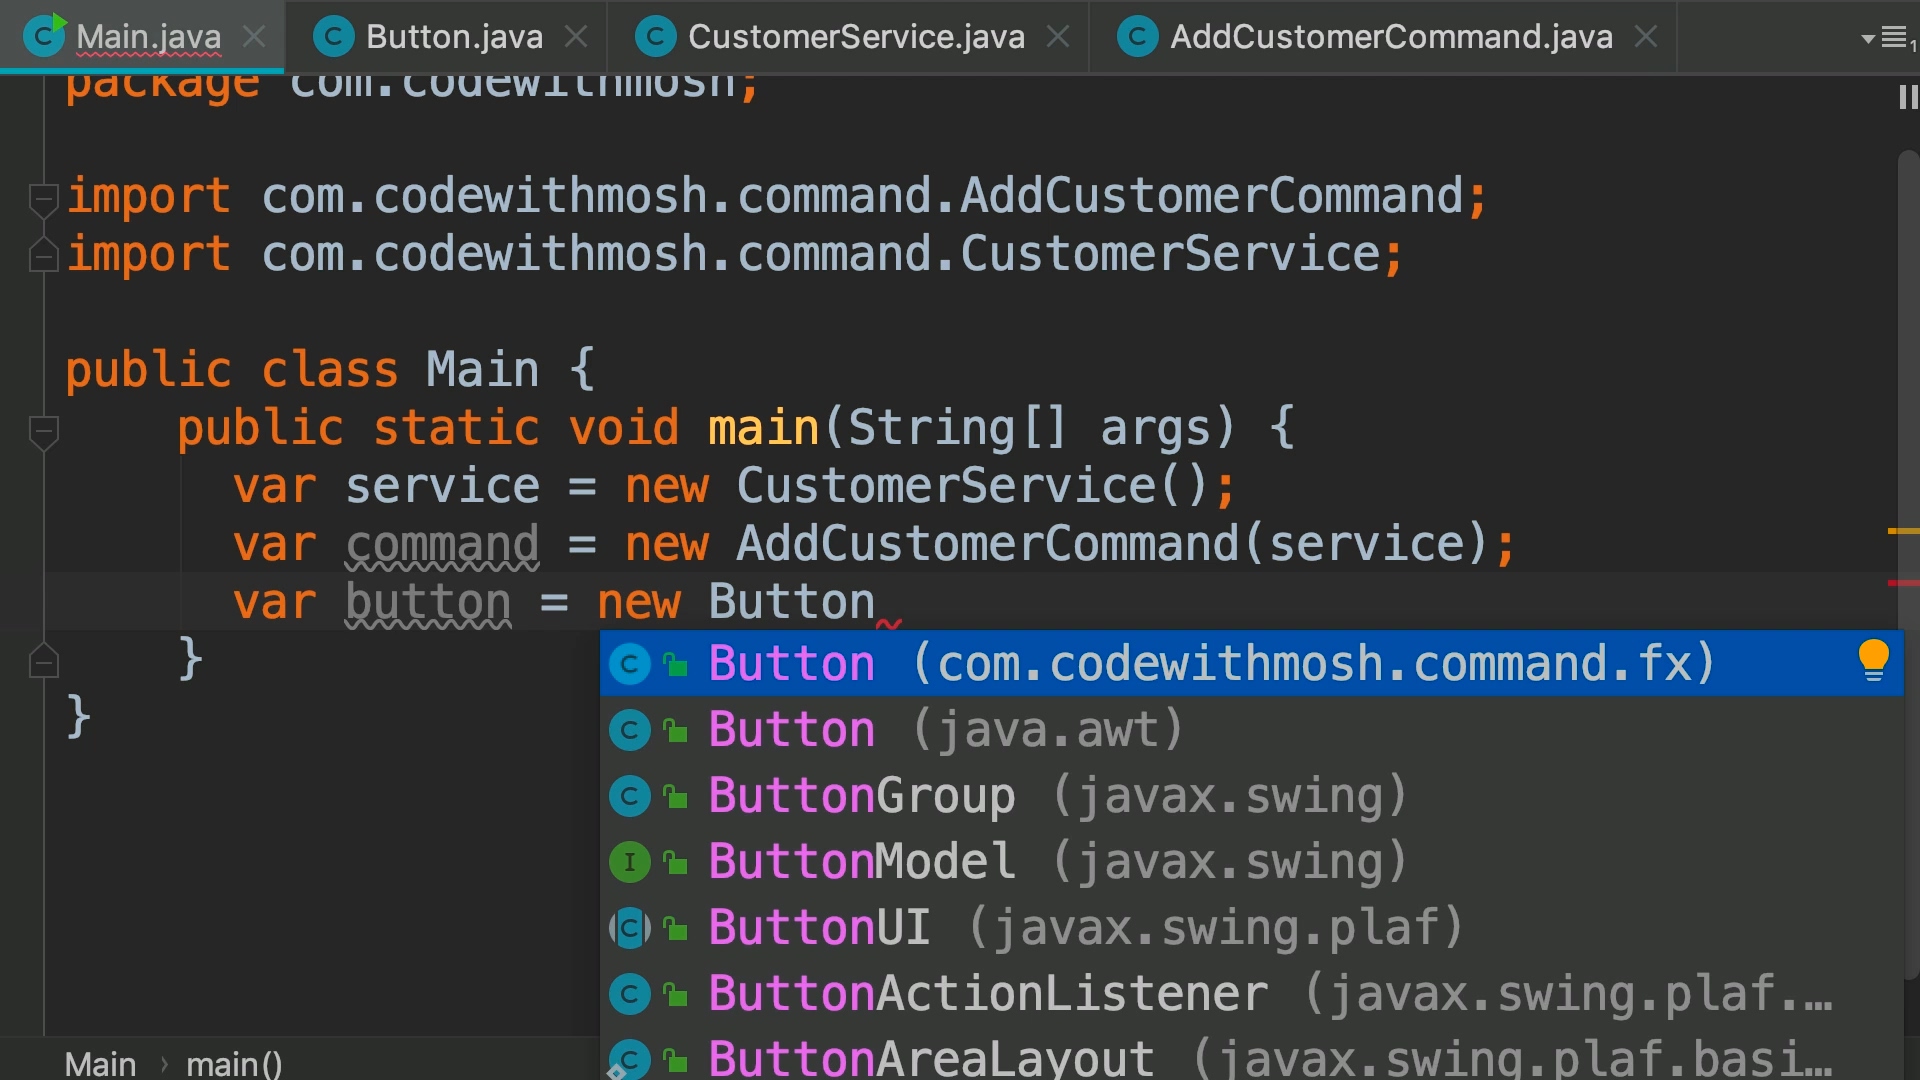 Main.java Button.java CustomerService.java AddCustomerCommand.java 1
package com.codewithmosh;
import com.codewithmosh.command.AddCustomerCommand;
import com.codewithmosh.command.CustomerService;
public class Main {
public static void main(String[] args) {
var service = new CustomerService();
var command = new AddCustomerCommand(service);
var button = new Button
}
}
Button (com.codewithmosh.command.fx)
Button (java.awt)
ButtonGroup (javax.swing)
ButtonModel (javax.swing)
ButtonUI (javax.swing.plaf)
ButtonActionListener (javax.swing.plaf.…
ButtonAreaLayout (javax.swing.plaf.basi…
Main › main()